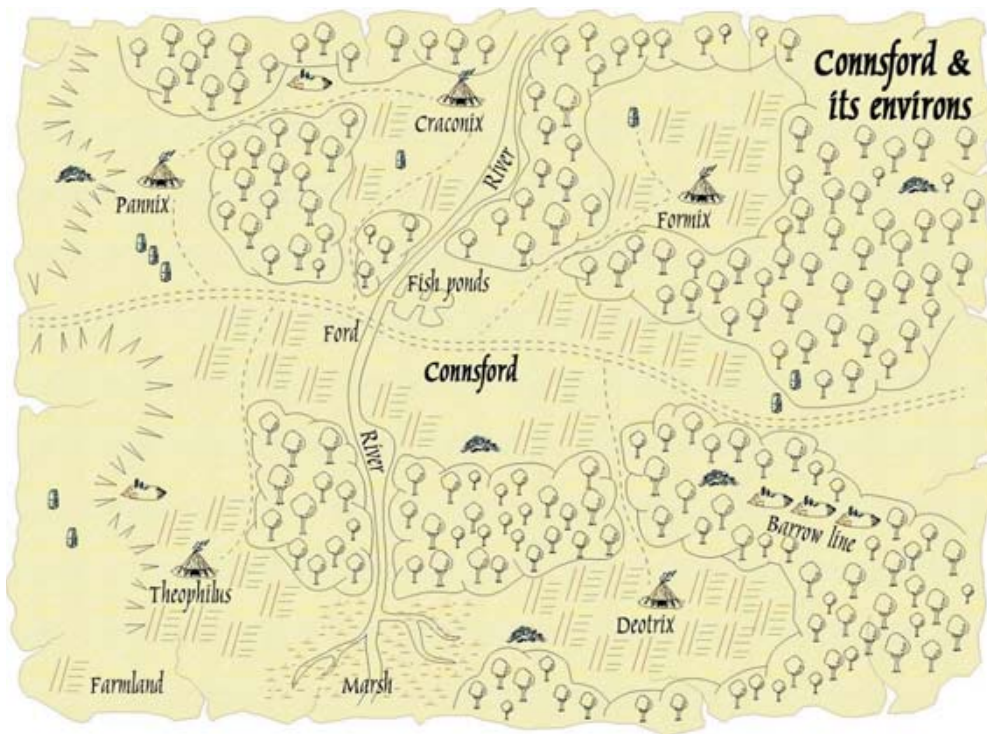 Connsford &
its environs
Craconix
River
Pannix
Formix
Fish ponds
Ford
Connsford
River
Barrow line
Theophilus
Deotrix
Farmland
Marsh